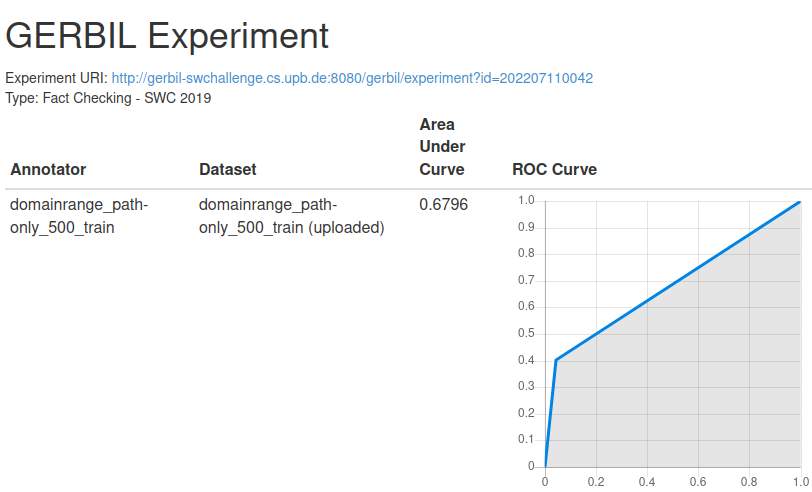 GERBIL Experiment
Experiment URI: http://gerbil-swchallenge.cs.upb.de:8080/gerbil/experiment?id=202207110042
Type: Fact Checking - SWC 2019
Area
Under
Annotator Dataset Curve ROC Curve
domainrange_path- domainrange_path- 0.6796
only_500_train only_500_train (uploaded)
1.0
0.9
0.8
0.7
0.6
0.5
0.4
0.3
0.2
0.1
0
0 0.2 0.4 0.6 0.8 1.0